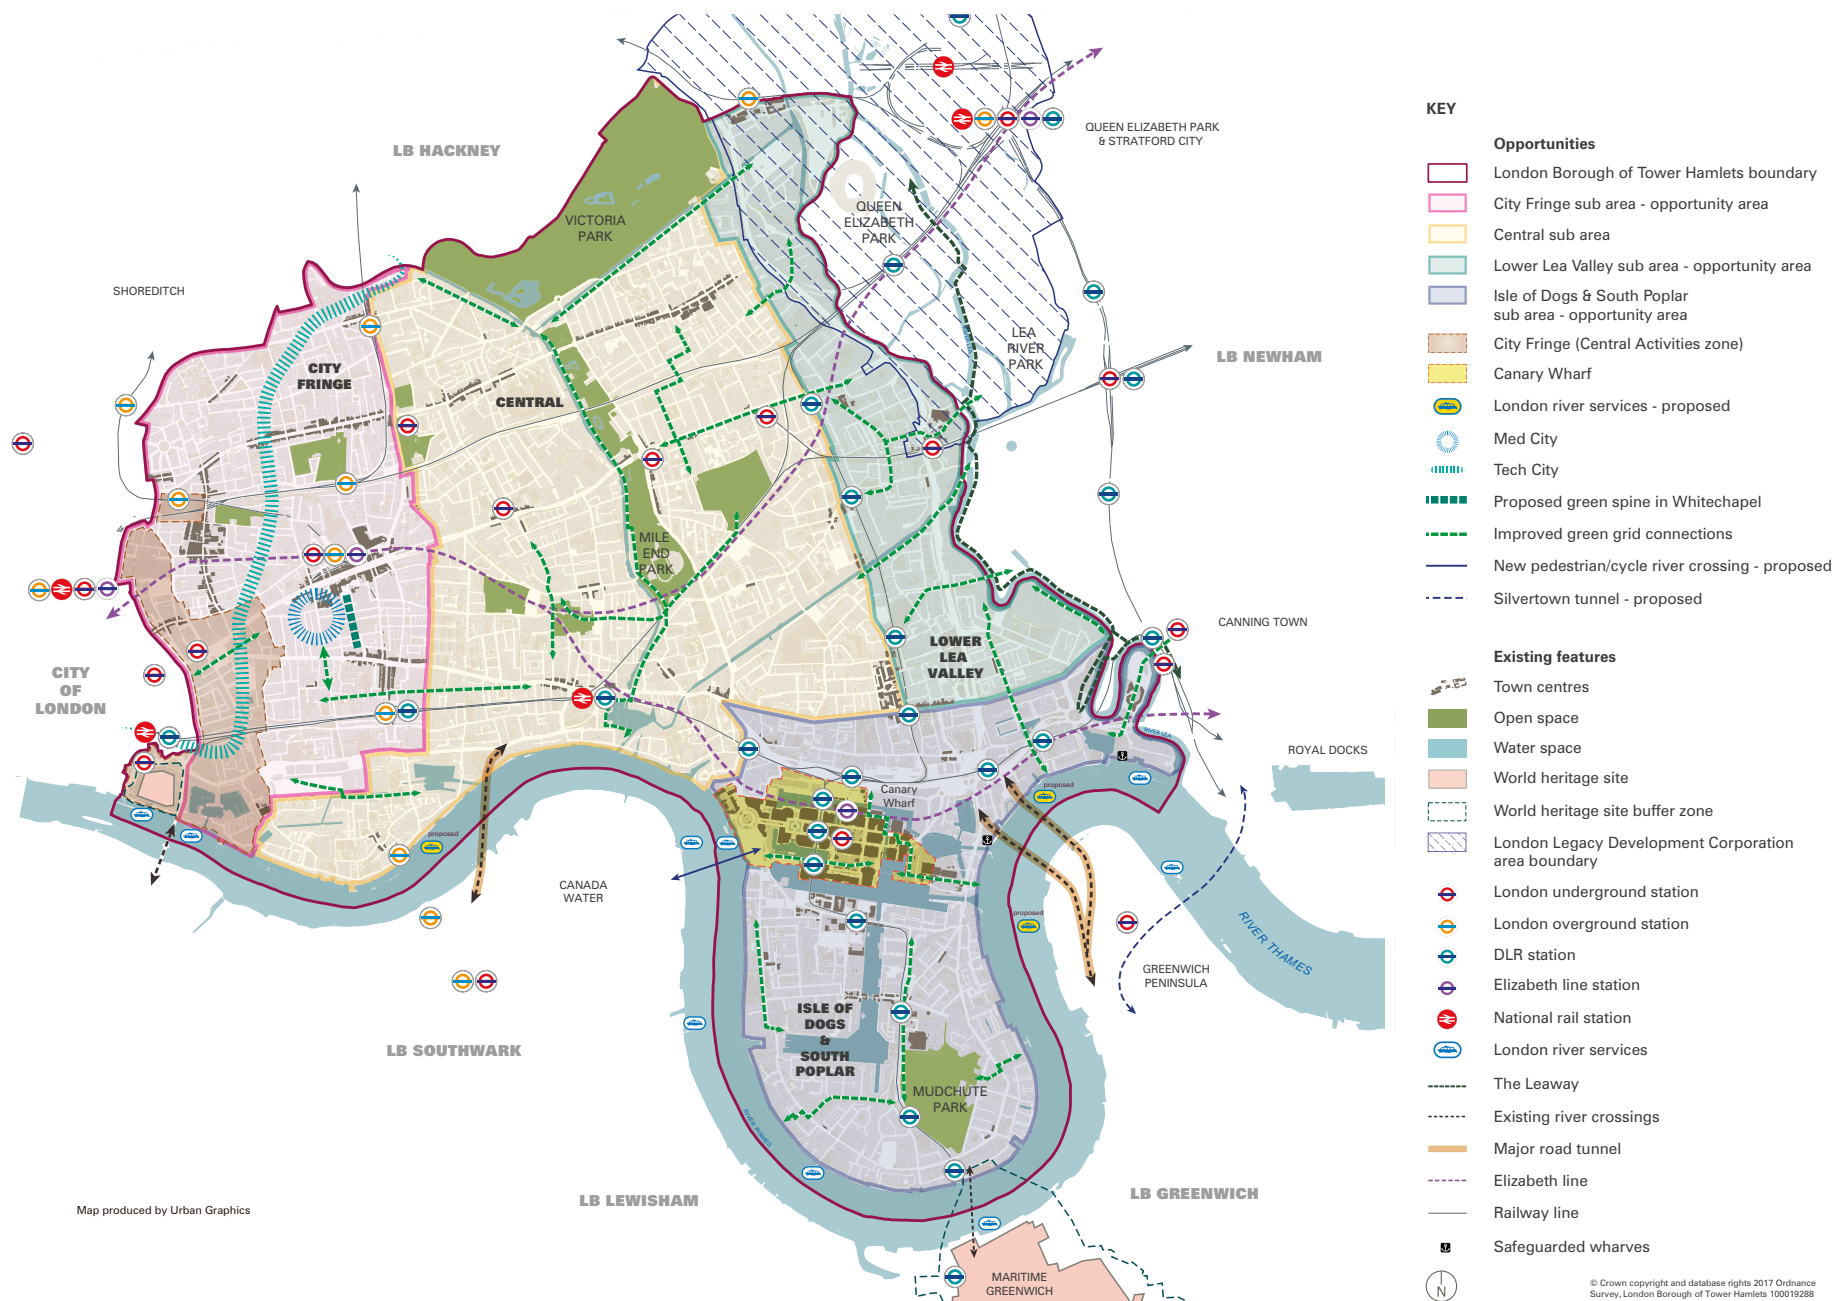 QUEEN ELIZABETH PARK
& STRATFORD CITY
LB HACKNEY
VICTORIA
PARK
QUEEN
ELIZABETH
PARK
SHOREDITCH
LEA
RIVER
PARK
LB NEWHAM
CITY
FRINGE
CENTRAL
MILE
END
PARK
CANNING TOWN
LOWER
LEA
VALLEY
CITY
OF
LONDON
RIVER LEA
ROYAL DOCKS
proposed
Canary
Wharf
proposed
CANADA
WATER
proposed
RIVER THAMES
GREENWICH
PENINSULA
ISLE OF
DOGS
&
SOUTH
POPLAR
LB SOUTHWARK
MUDCHUTE
PARK
RIVER THAMES
LB LEWISHAM
LB GREENWICH
MARITIME
GREENWICH
Map produced by Urban Graphics
KEY
Opportunities
London Borough of Tower Hamlets boundary
City Fringe sub area - opportunity area
Central sub area
Lower Lea Valley sub area - opportunity area
Isle of Dogs & South Poplar
sub area - opportunity area
City Fringe (Central Activities zone)
Canary Wharf
London river services - proposed
Med City
Tech City
Proposed green spine in Whitechapel
Improved green grid connections
New pedestrian/cycle river crossing - proposed
Silvertown tunnel - proposed
Existing features
Town centres
Open space
Water space
World heritage site
World heritage site buffer zone
London Legacy Development Corporation
area boundary
London underground station
London overground station
DLR station
Elizabeth line station
National rail station
London river services
The Leaway
Existing river crossings
Major road tunnel
Elizabeth line
Railway line
Safeguarded wharves
N
© Crown copyright and database rights 2017 Ordnance
Survey, London Borough of Tower Hamlets 100019288